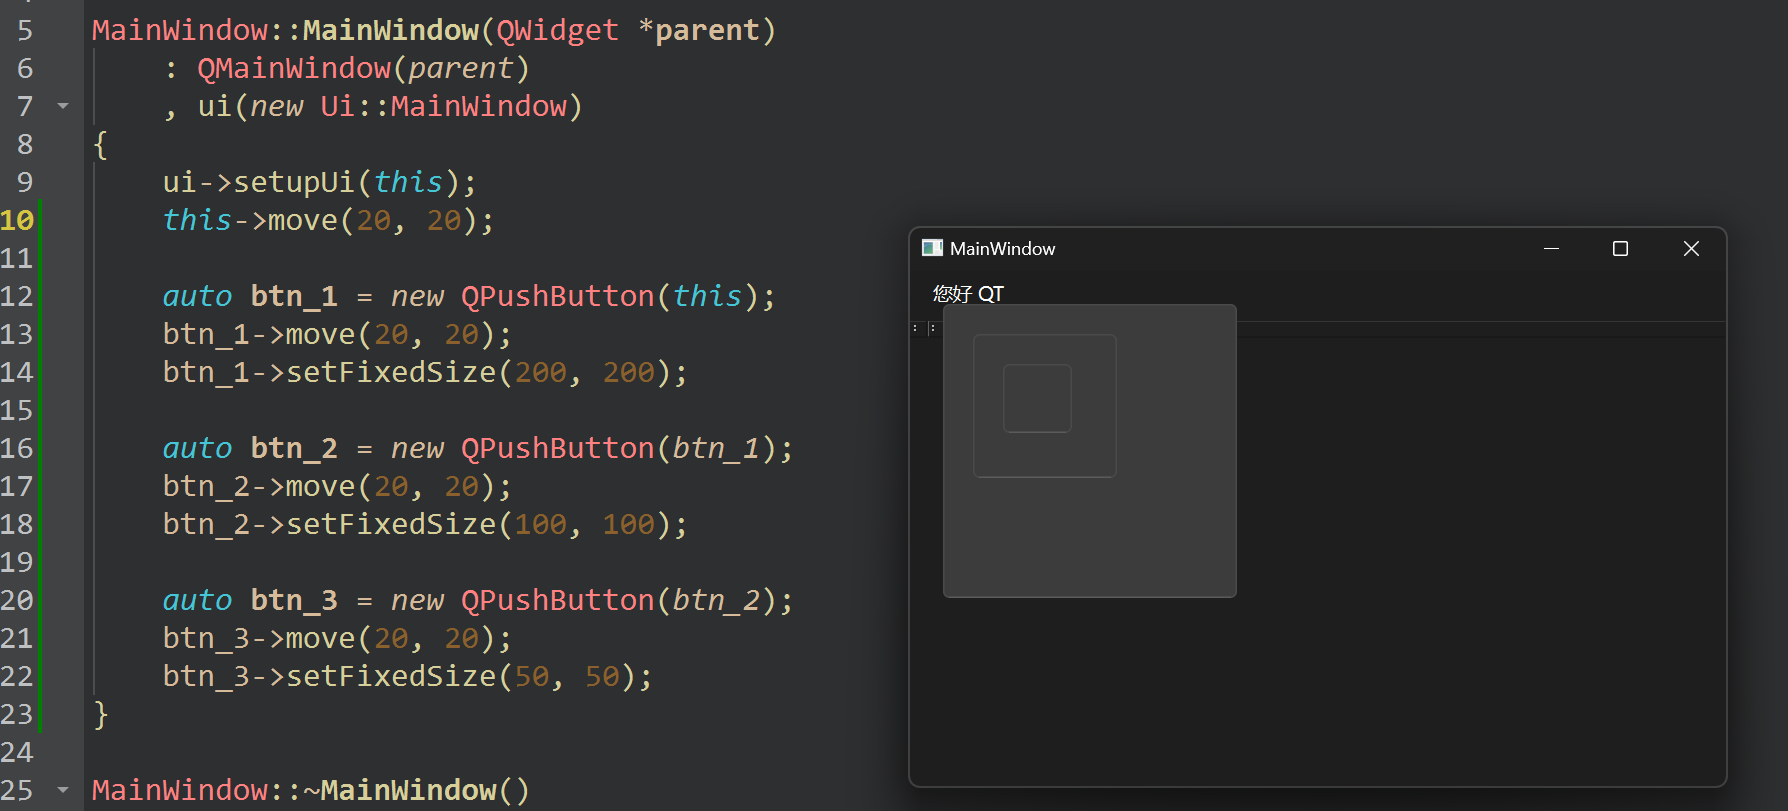 5 MainWindow::MainWindow(QWidget *parent)
6     : QMainWindow(parent)
7     , ui(new Ui::MainWindow)
8 {
9     ui->setupUi(this);
10     this->move(20, 20);
11
12     auto btn_1 = new QPushButton(this);
13     btn_1->move(20, 20);
14     btn_1->setFixedSize(200, 200);
15
16     auto btn_2 = new QPushButton(btn_1);
17     btn_2->move(20, 20);
18     btn_2->setFixedSize(100, 100);
19
20     auto btn_3 = new QPushButton(btn_2);
21     btn_3->move(20, 20);
22     btn_3->setFixedSize(50, 50);
23 }
24
25 MainWindow::~MainWindow()
MainWindow
您好 QT